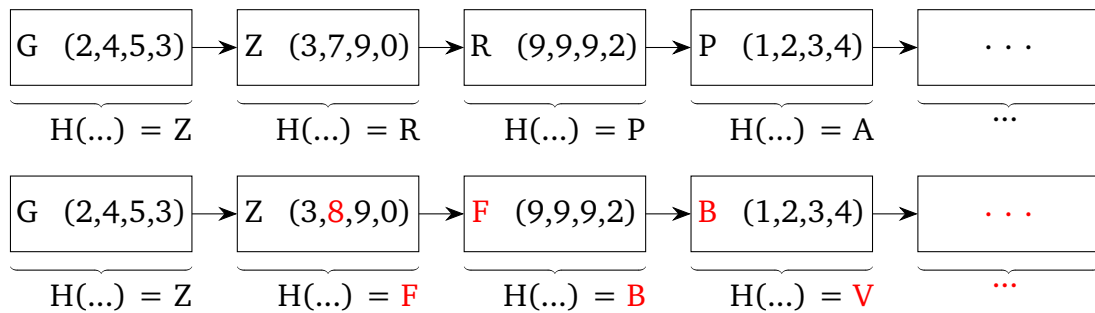 G (2,4,5,3) Z (3,7,9,0) R (9,9,9,2) P (1,2,3,4) . . .
H(...) = Z H(...) = R H(...) = P H(...) = A ...
G (2,4,5,3) Z (3,8,9,0) F (9,9,9,2) B (1,2,3,4) . . .
H(...) = Z H(...) = F H(...) = B H(...) = V ...